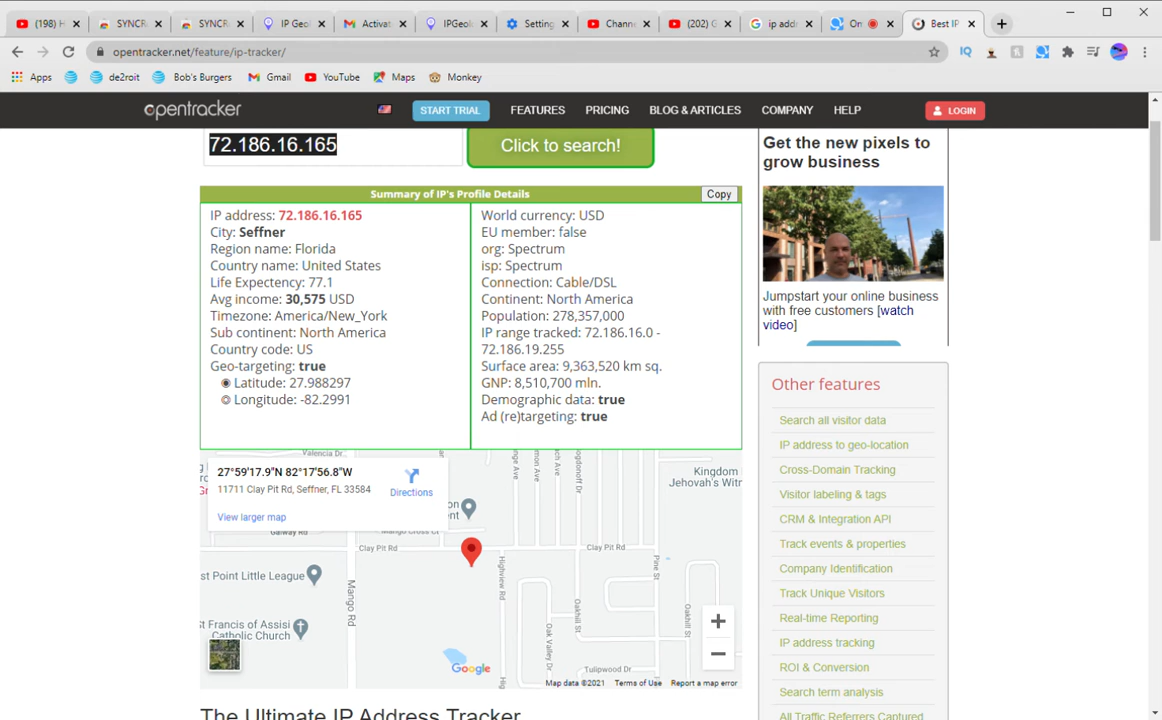 (198) H
SYNCR
SYNCR
IP Geol
Activat
IPGeol
Setting
Chann
(202) G
ip addr
On
Best IP
opentracker.net/feature/ip-tracker/
Apps
de2roit
Bob's Burgers
Gmail
YouTube
Maps
Monkey
opentracker
START TRIAL
FEATURES
PRICING
BLOG & ARTICLES
COMPANY
HELP
LOGIN
72.186.16.165
Click to search!
Summary of IP's Profile Details
Copy
IP address: 72.186.16.165
City: Seffner
Region name: Florida
Country name: United States
Life Expectency: 77.1
Avg income: 30,575 USD
Timezone: America/New_York
Sub continent: North America
Country code: US
Geo-targeting: true
Latitude: 27.988297
Longitude: -82.2991
World currency: USD
EU member: false
org: Spectrum
isp: Spectrum
Connection: Cable/DSL
Continent: North America
Population: 278,357,000
IP range tracked: 72.186.16.0 -
72.186.19.255
Surface area: 9,363,520 km sq.
GNP: 8,510,700 mln.
Demographic data: true
Ad (re)targeting: true
Get the new pixels to
grow business
Jumpstart your online business
with free customers [watch
video]
Other features
Search all visitor data
IP address to geo-location
Cross-Domain Tracking
Visitor labeling & tags
CRM & Integration API
Track events & properties
Company Identification
Track Unique Visitors
Real-time Reporting
IP address tracking
ROI & Conversion
Search term analysis
All Traffic Referrers Captured
Valencia Dr
27°59'17.9"N 82°17'56.8"W
11711 Clay Pit Rd, Seffner, FL 33584
Directions
View larger map
Kingdom
Jehovah's Witn
Galway Rd
Mango Cross Ct
Clay Pit Rd
Clay Pit Rd
st Point Little League
Mango Rd
Highview Rd
Pine St
Oakhill St
Oakhill St
Oak Valley Dr
St Francis of Assisi
Catholic Church
Tulipwood Dr
Google
Map data ©2021
Terms of Use
Report a map error
The Ultimate IP Address Tracker